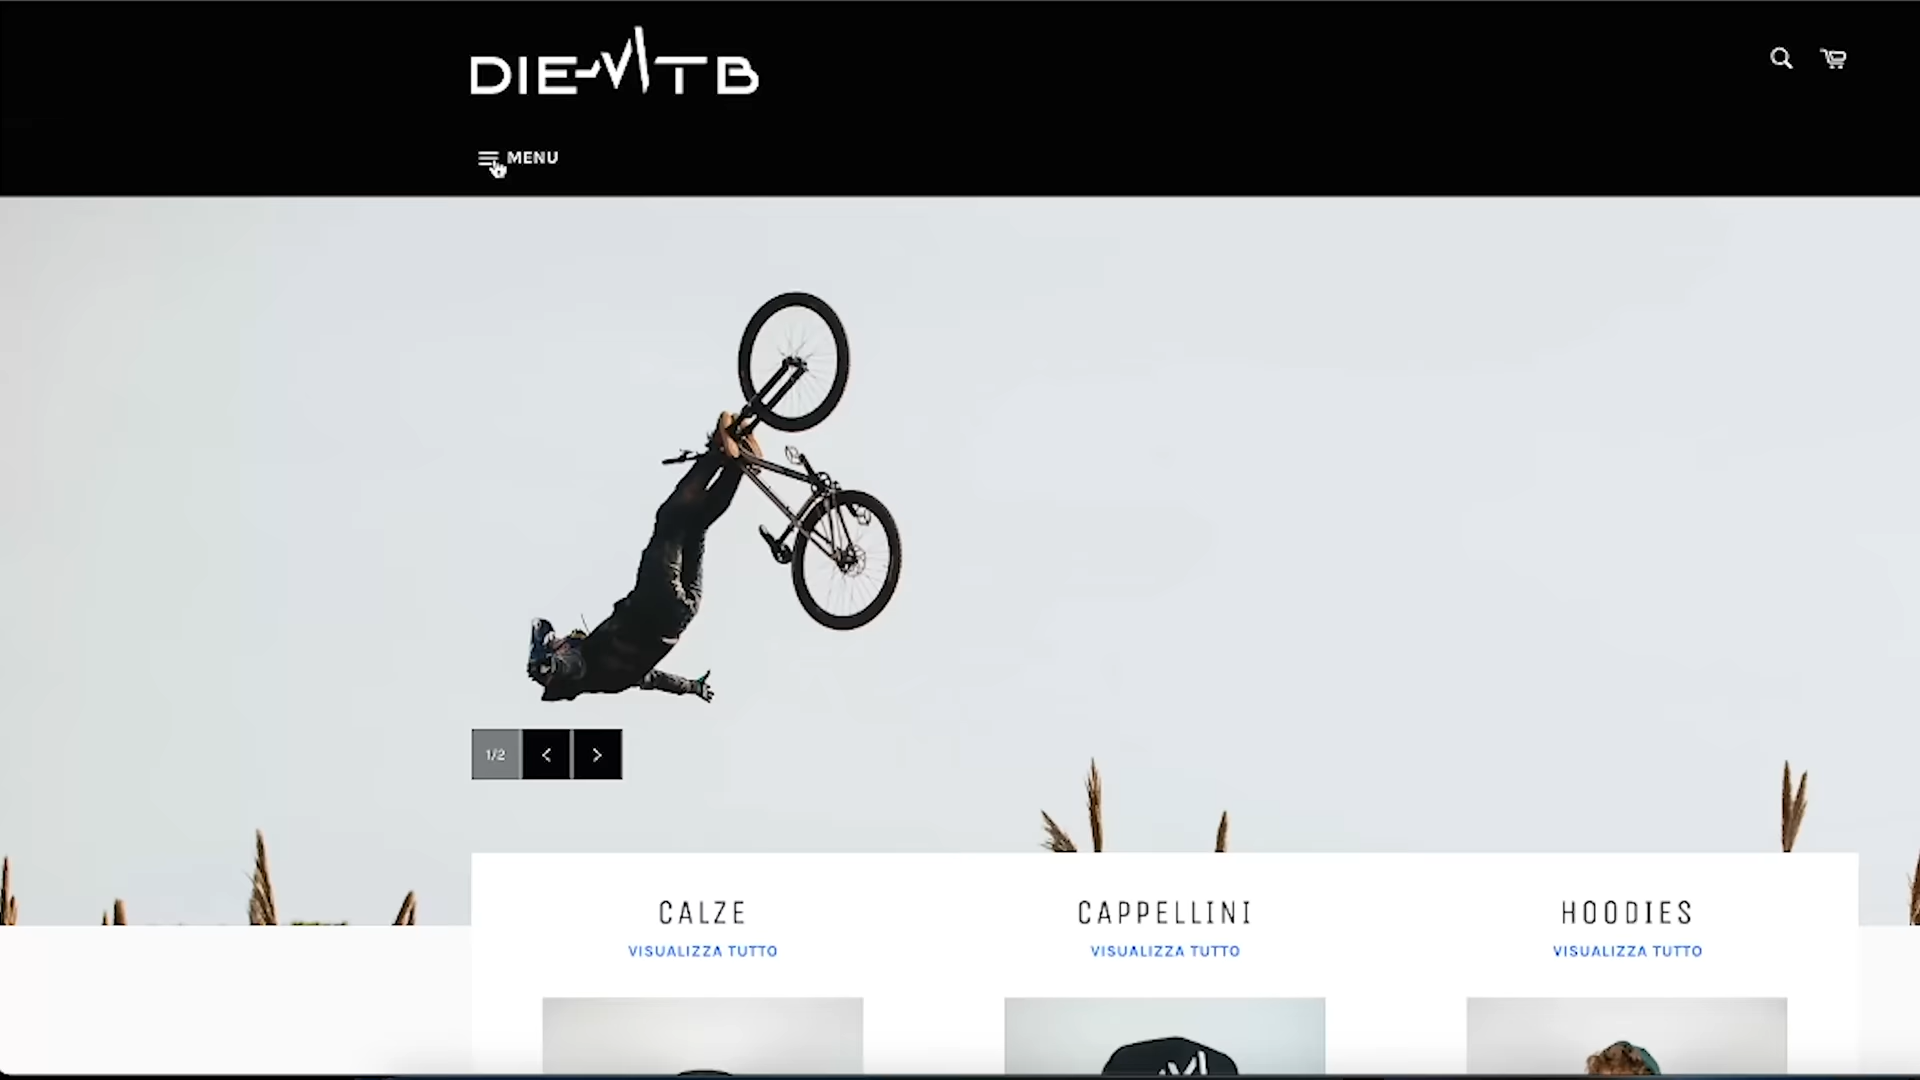 DIE-MTB
MENU
1/2
CALZE
CAPPELLINI
HOODIES
VISUALIZZA TUTTO
VISUALIZZA TUTTO
VISUALIZZA TUTTO